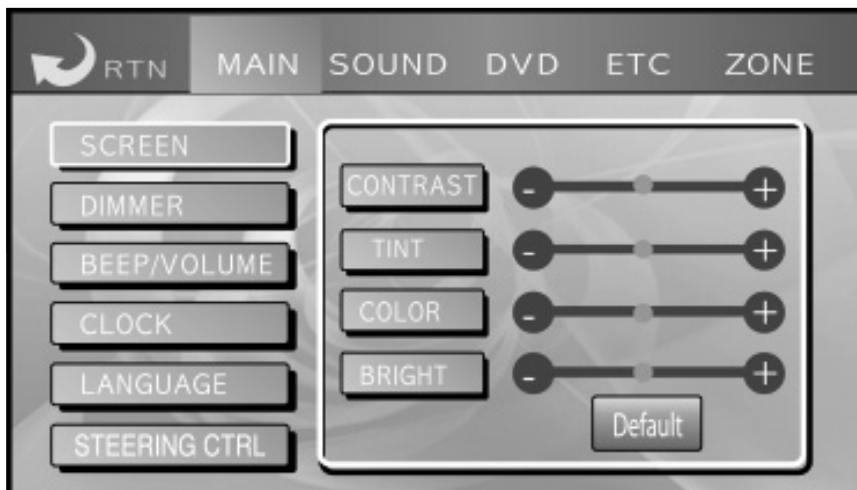 RTN MAIN SOUND DVD ETC ZONE
SCREEN
DIMMER
BEEP/VOLUME
CLOCK
LANGUAGE
STEERING CTRL
CONTRAST - +
TINT - +
COLOR - +
BRIGHT - +
Default